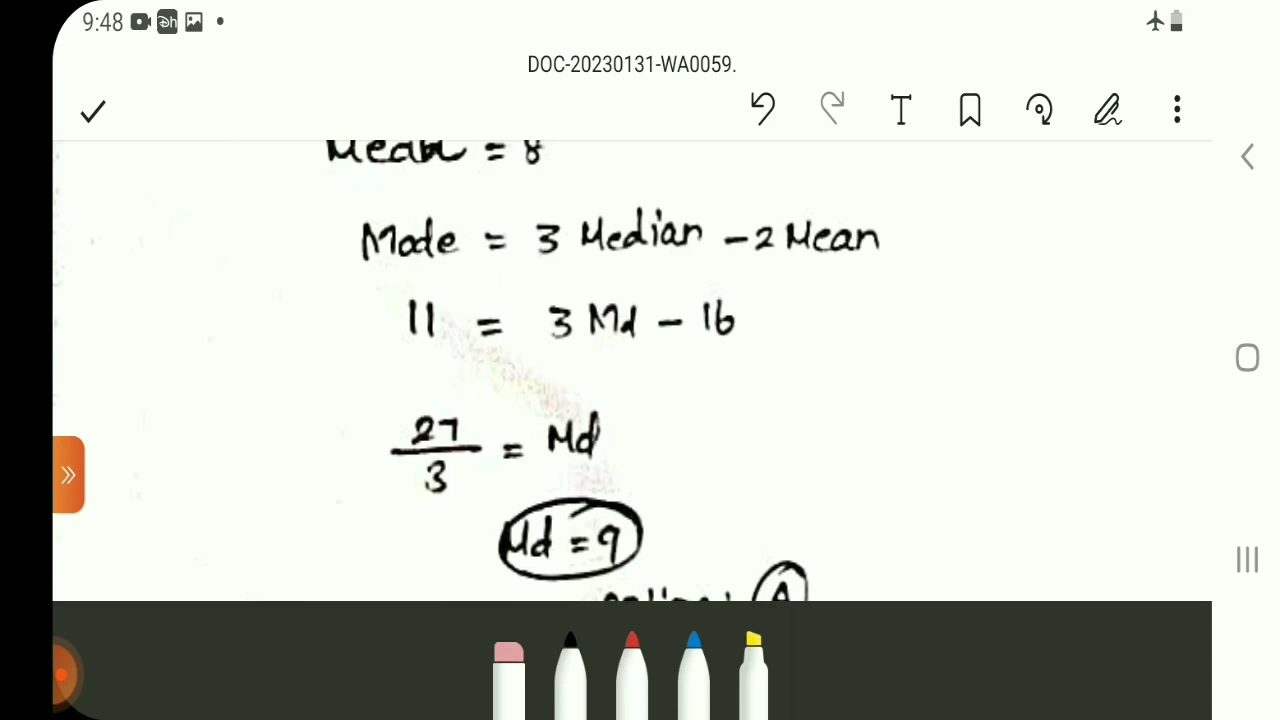 9:48
DOC-20230131-WA0059.
Mean = 8
Mode = 3 Median - 2 Mean
11 = 3 Md - 16
27
3
= Md
Md = 9
A